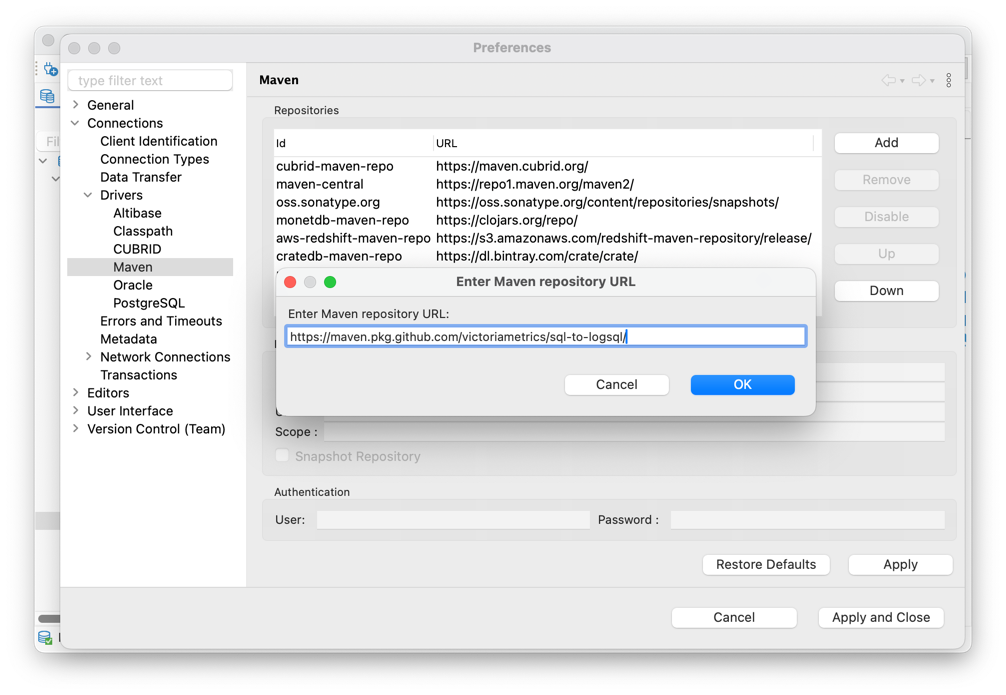 Preferences
type filter text
Maven
General
Connections
Client Identification
Connection Types
Data Transfer
Drivers
Altibase
Classpath
CUBRID
Maven
Oracle
PostgreSQL
Errors and Timeouts
Metadata
Network Connections
Transactions
Editors
User Interface
Version Control (Team)
Repositories
Id URL
cubrid-maven-repo https://maven.cubrid.org/
maven-central https://repo1.maven.org/maven2/
oss.sonatype.org https://oss.sonatype.org/content/repositories/snapshots/
monetdb-maven-repo https://clojars.org/repo/
aws-redshift-maven-repo https://s3.amazonaws.com/redshift-maven-repository/release/
cratedb-maven-repo https://dl.bintray.com/crate/crate/
Add
Remove
Disable
Up
Down
Enter Maven repository URL
Enter Maven repository URL:
https://maven.pkg.github.com/victoriametrics/sql-to-logsql/
Cancel OK
Scope :
Snapshot Repository
Authentication
User: Password :
Restore Defaults Apply
Cancel Apply and Close